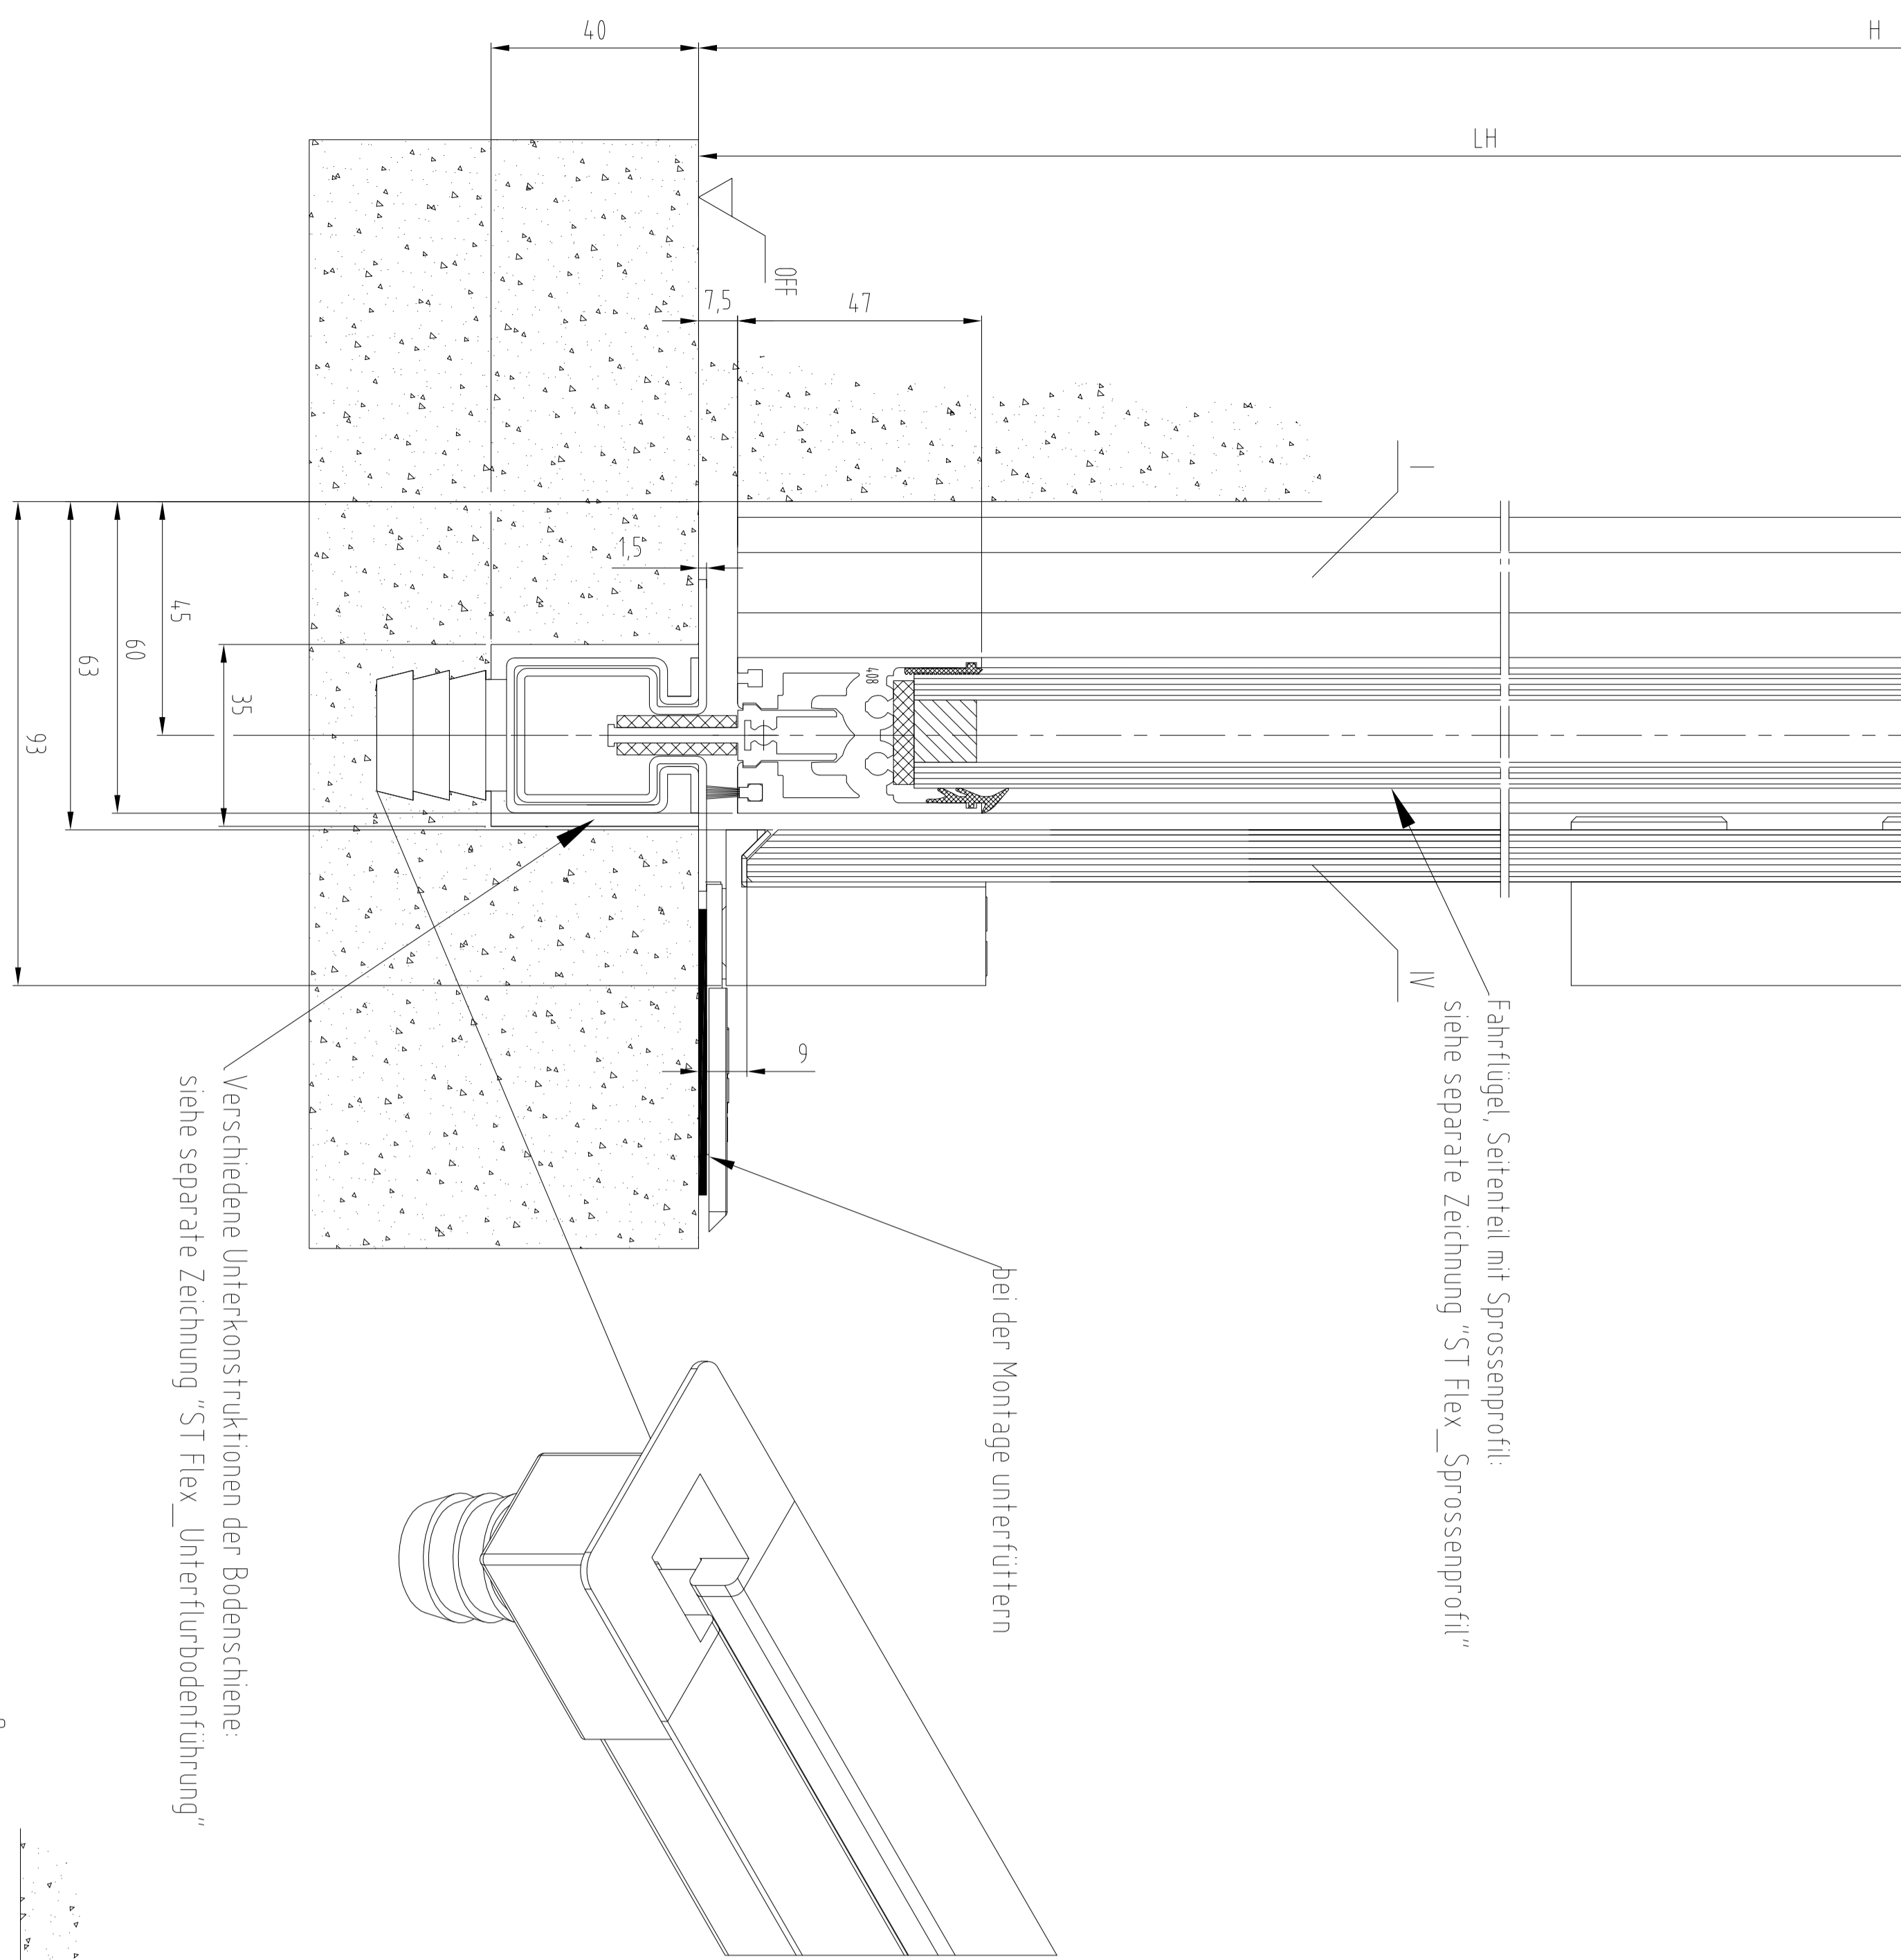 H
LH
40
OFF
7,5
47
1,5
408
45
60
63
93
35
I
IV
9
Fahrflügel, Seitenteil mit Sprossenprofil:
siehe separate Zeichnung "ST Flex_Sprossenprofil"
bei der Montage unterfüttern
Verschiedene Unterkonstruktionen der Bodenschiene:
siehe separate Zeichnung "ST Flex_Unterflurbodenführung"